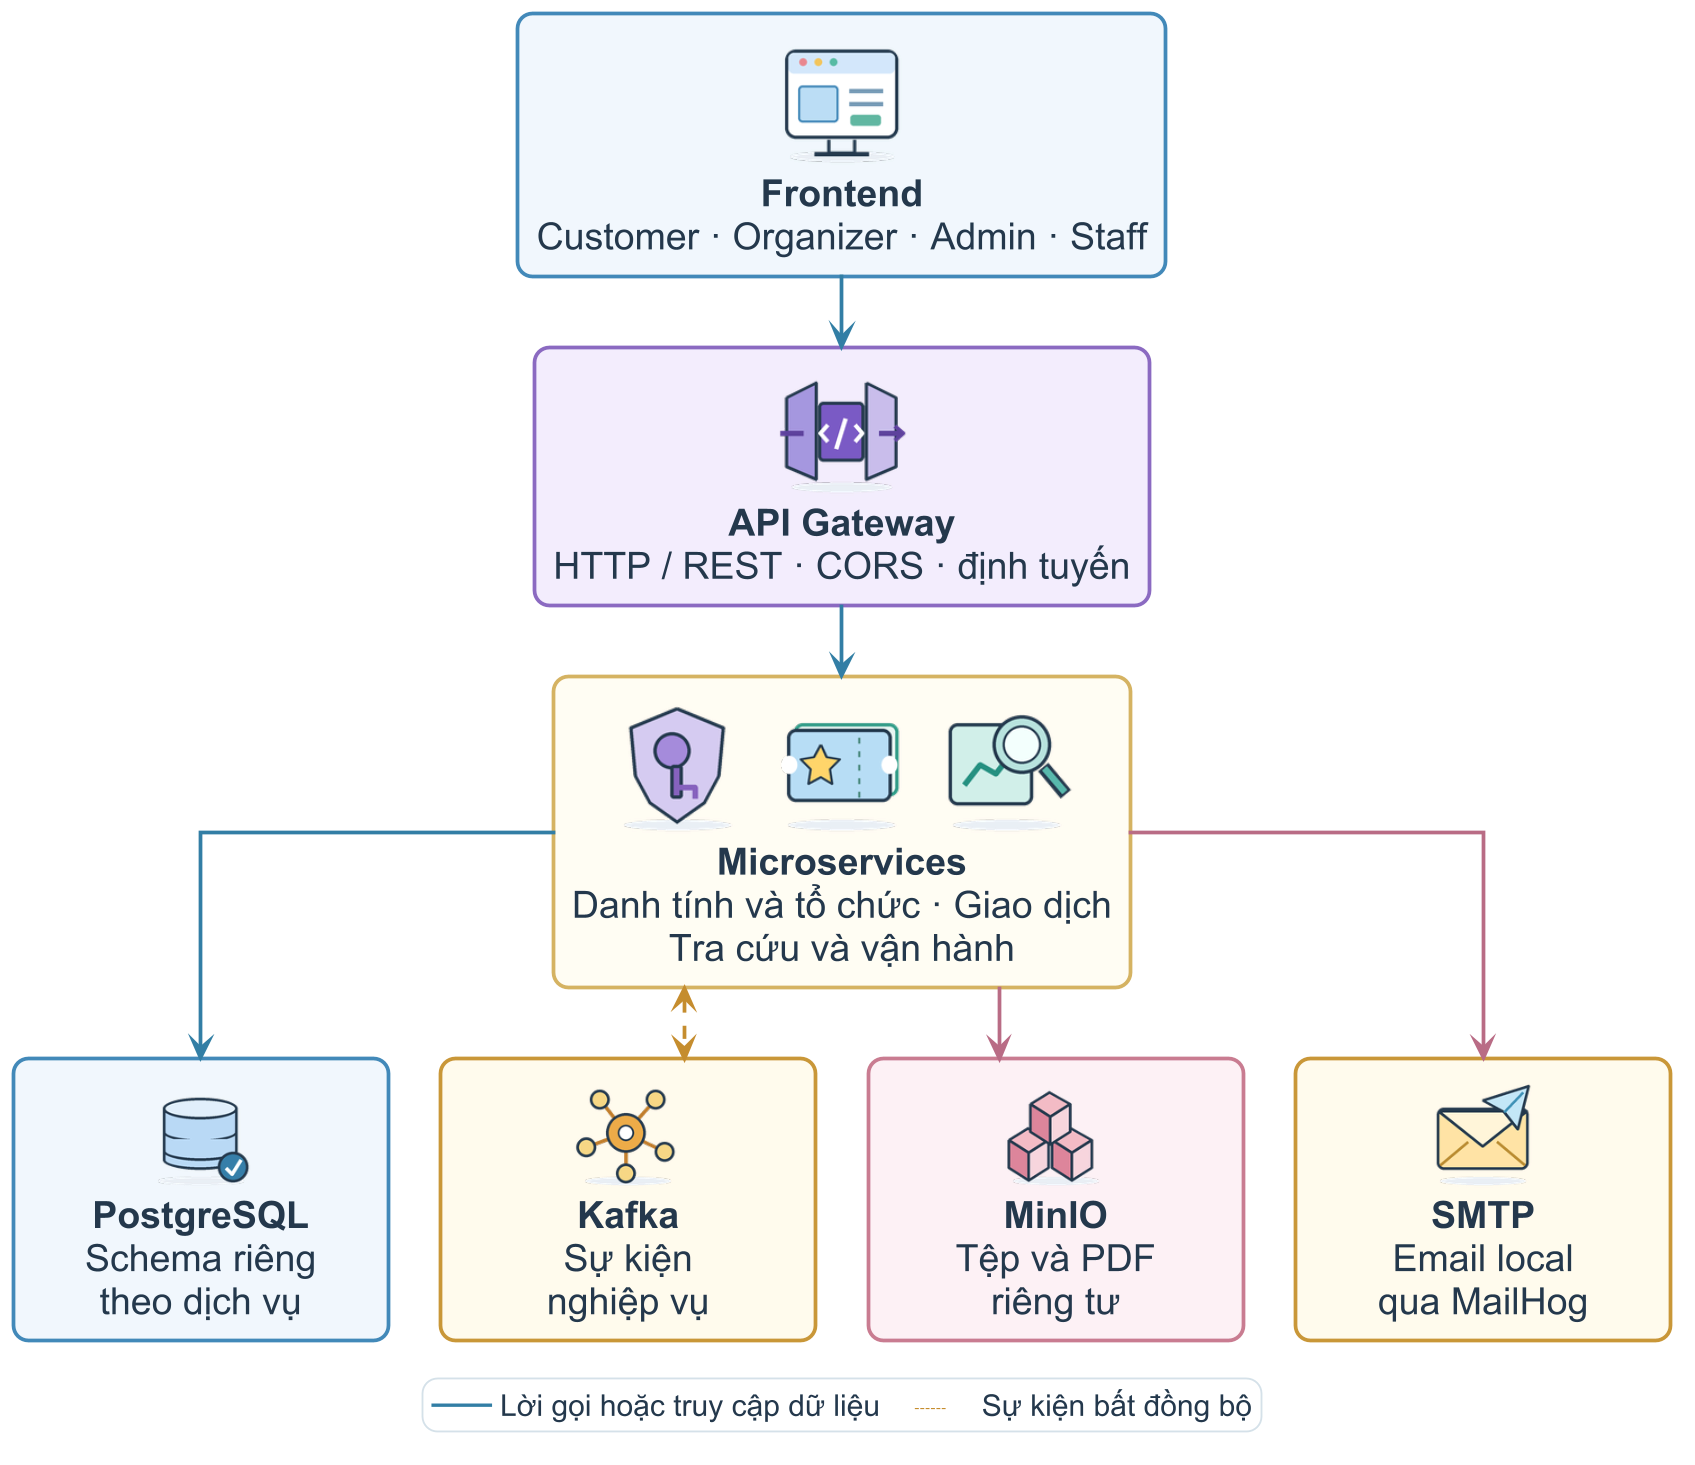 Frontend
Customer · Organizer · Admin · Staff
</>
API Gateway
HTTP / REST · CORS · định tuyến
Microservices
Danh tính và tổ chức · Giao dịch
Tra cứu và vận hành
PostgreSQL
Schema riêng
theo dịch vụ
Kafka
Sự kiện
nghiệp vụ
MinIO
Tệp và PDF
riêng tư
SMTP
Email local
qua MailHog
Lời gọi hoặc truy cập dữ liệu
Sự kiện bất đồng bộ